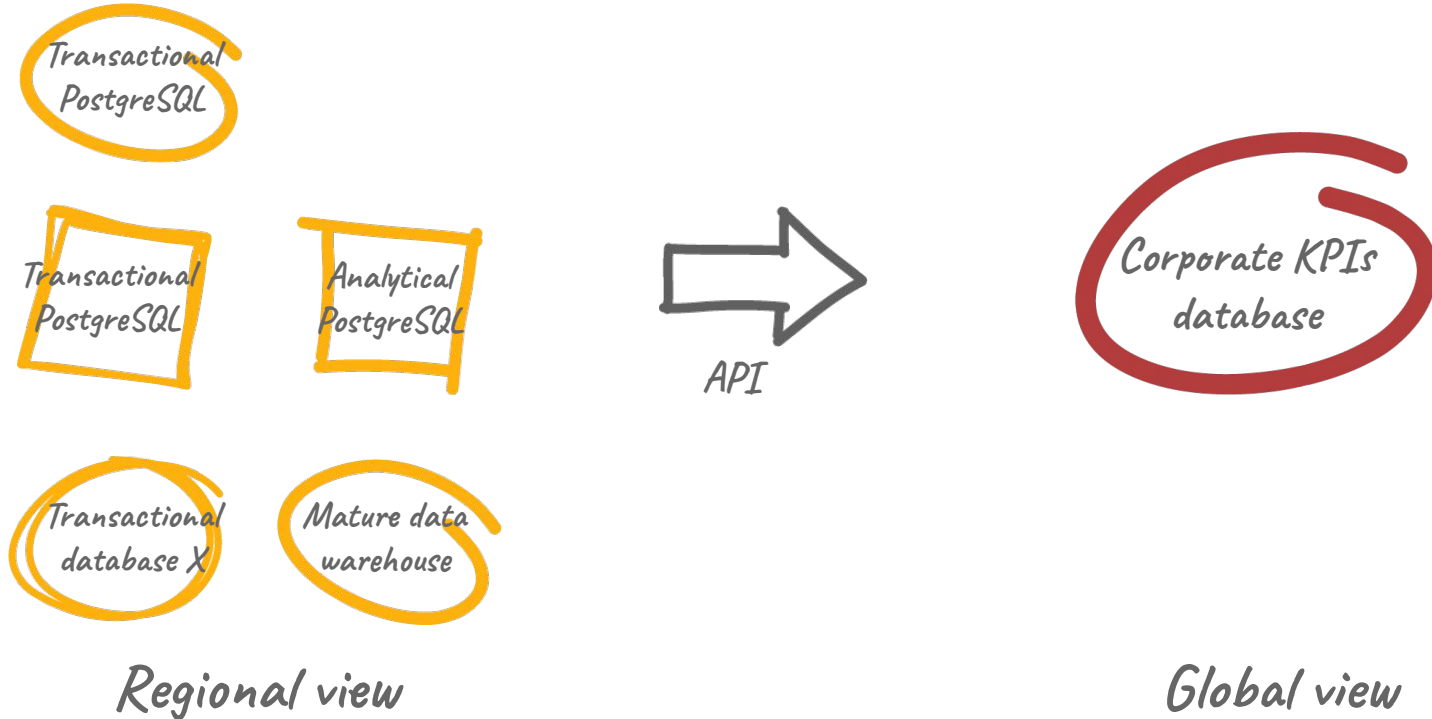 Transactional
PostgreSQL
Transactional
PostgreSQL
Analytical
PostgreSQL
API
Corporate KPIs
database
Transactional
database X
Mature data
warehouse
Regional view
Global view